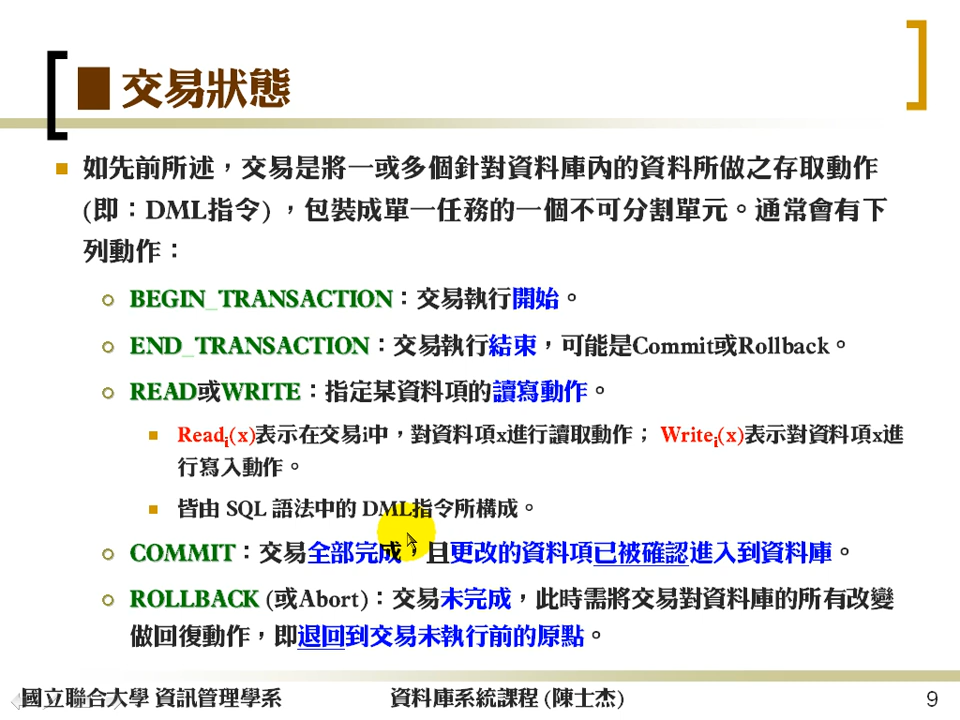 交易狀態
如先前所述，交易是將一或多個針對資料庫內的資料所做之存取動作
(即：DML指令)，包裝成單一任務的一個不可分割單元。通常會有下
列動作：
BEGIN_TRANSACTION：交易執行開始。
END_TRANSACTION：交易執行結束，可能是Commit或Rollback。
READ或WRITE：指定某資料項的讀寫動作。
Readi(x)表示在交易i中，對資料項x進行讀取動作； Writei(x)表示對資料項x進
行寫入動作。
皆由 SQL 語法中的 DML指令所構成。
COMMIT：交易全部完成，且更改的資料項已被確認進入到資料庫。
ROLLBACK (或Abort)：交易未完成，此時需將交易對資料庫的所有改變
做回復動作，即退回到交易未執行前的原點。
國立聯合大學 資訊管理學系 資料庫系統課程 (陳士杰) 9